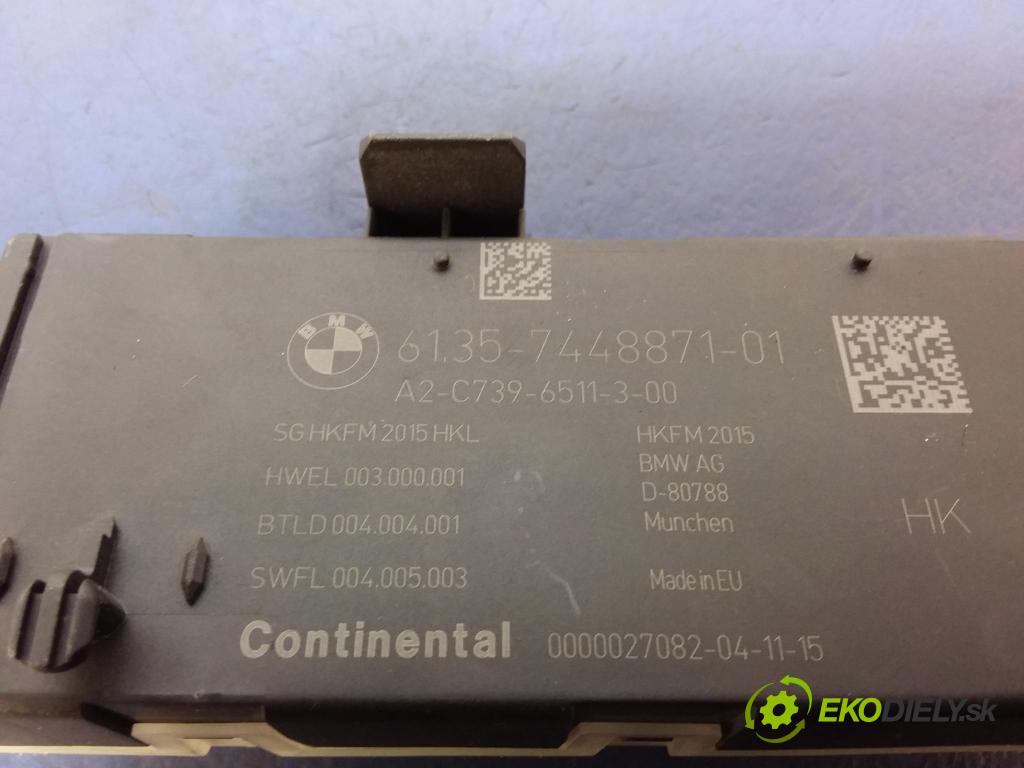 BMW
61.35-7448871-01
A2-C739-6511-3-00
SG HKFM 2015 HKL
HWEL 003.000.001
BTLD 004.004.001
SWFL 004.005.003
HKFM 2015
BMW AG
D-80788
Munchen
Made in EU
HK
Continental 0000027082-04-11-15
EKODIELY.sk